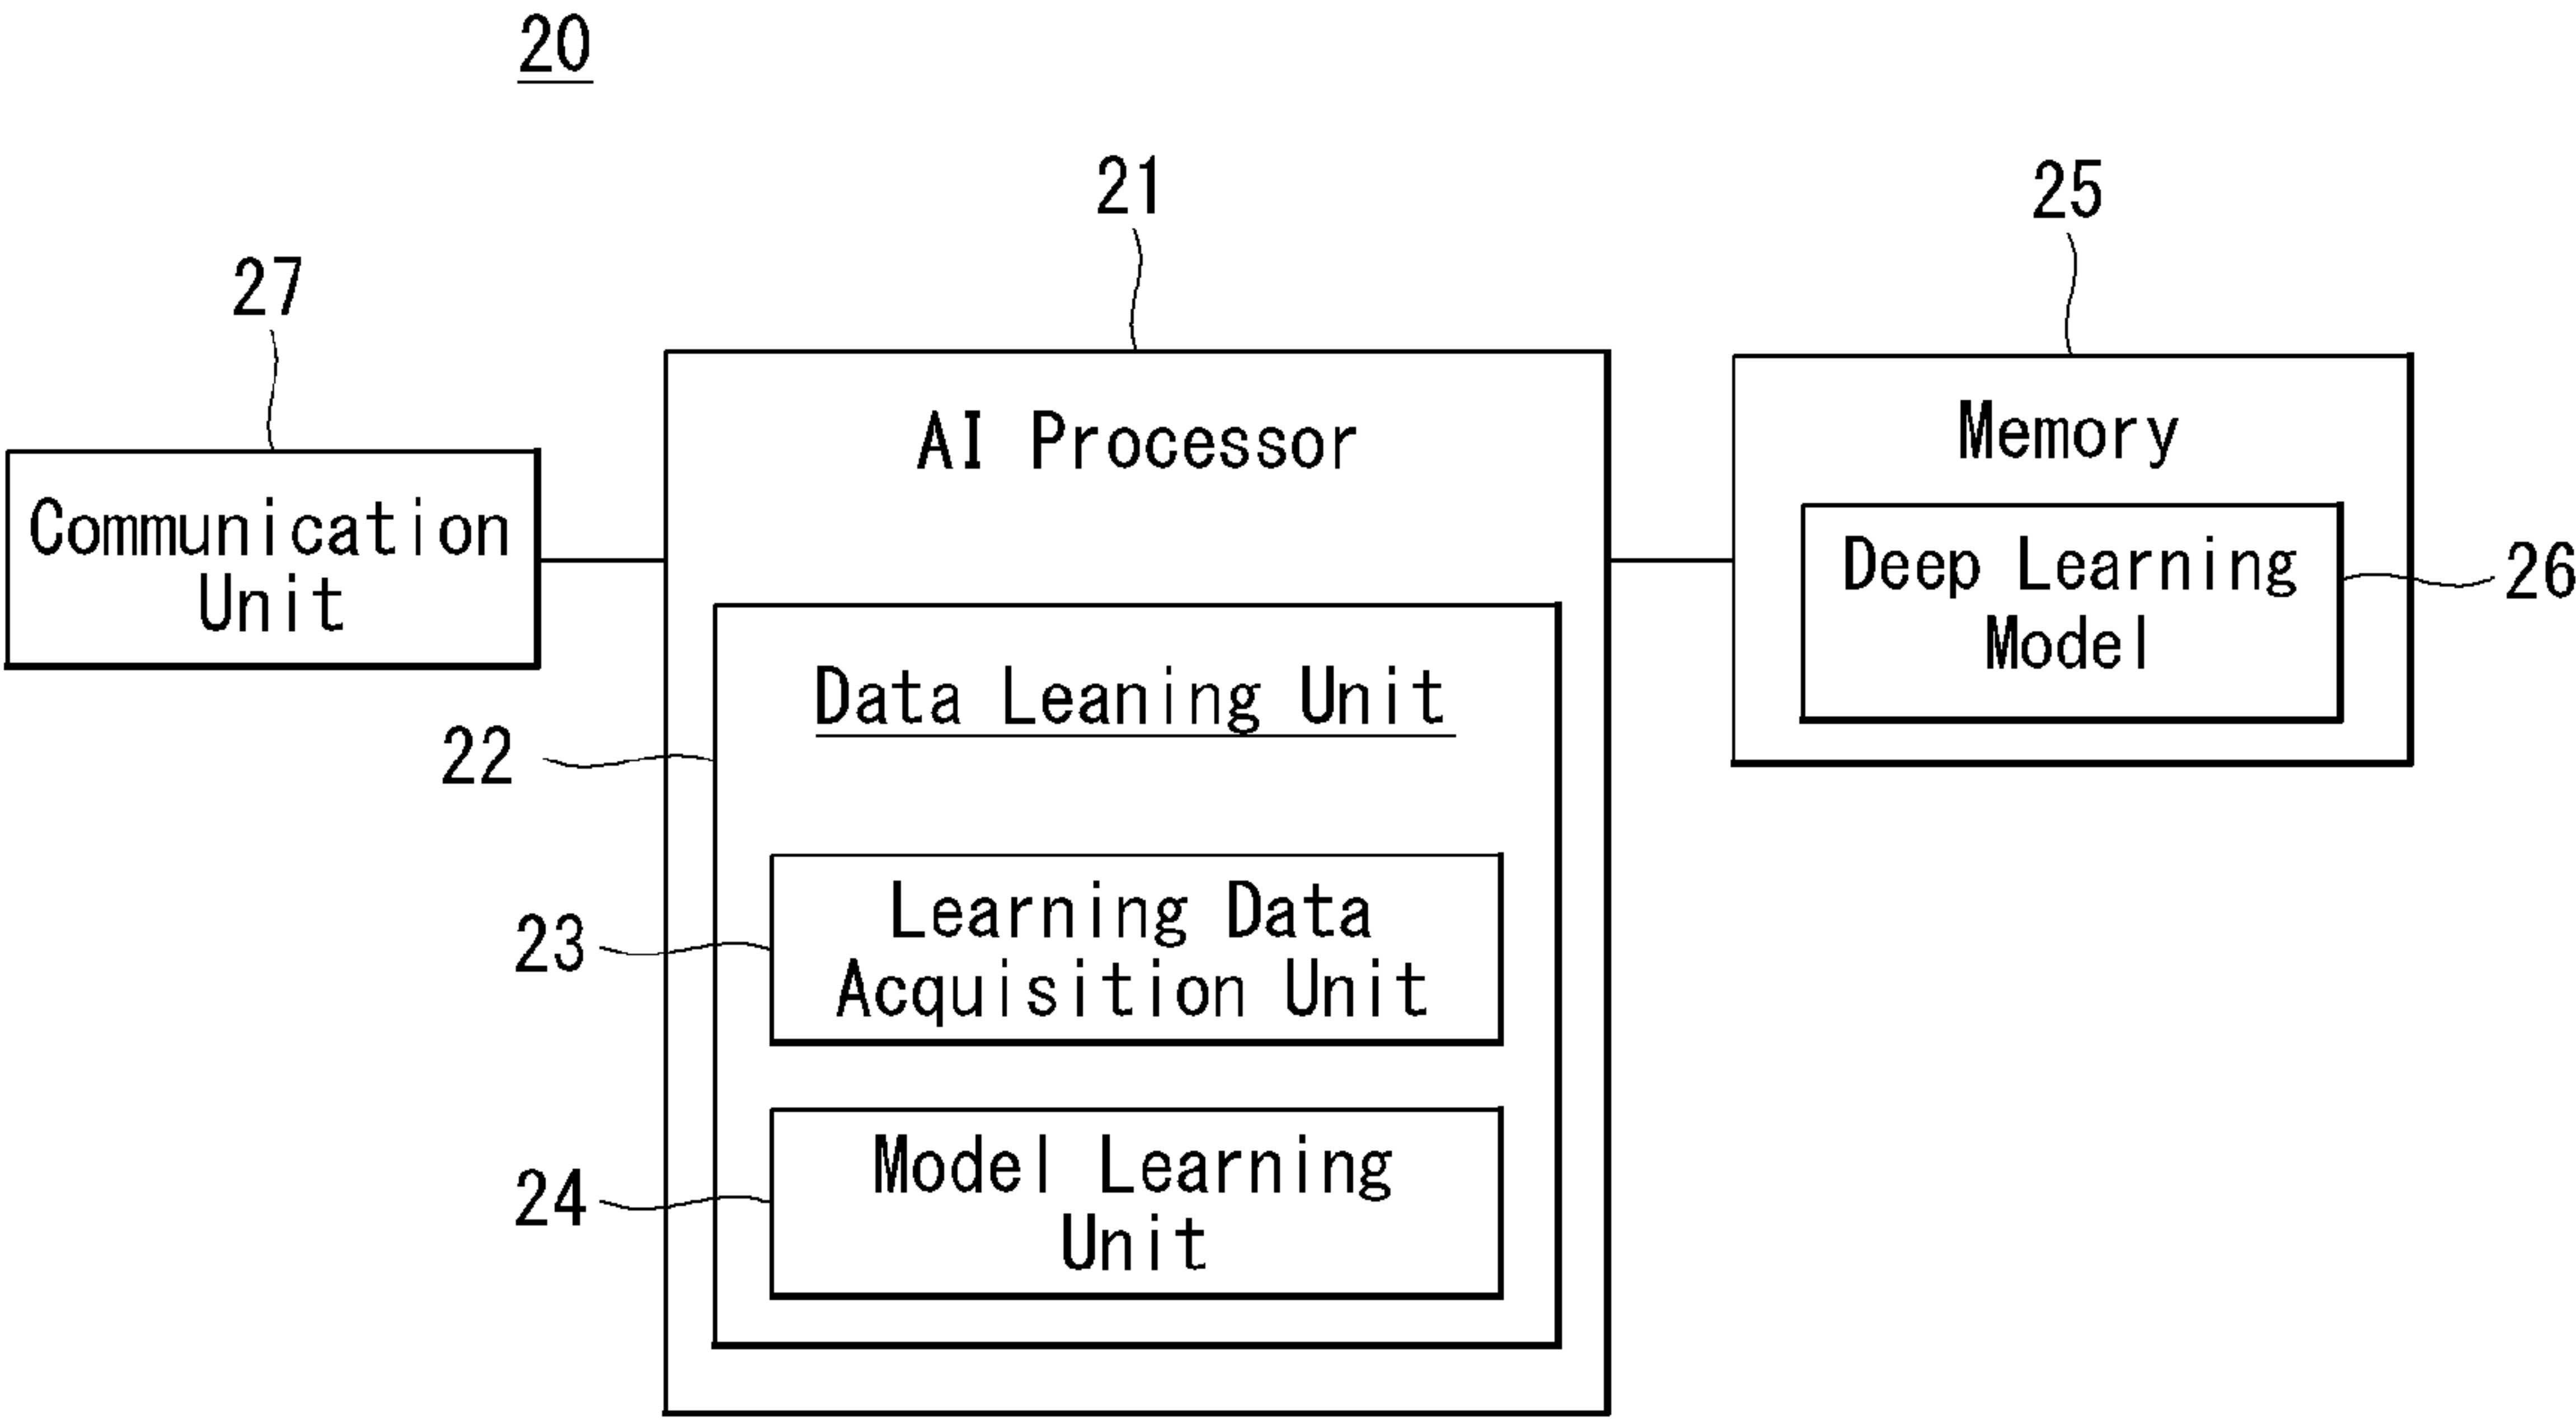 20
21
25
27
AI Processor
Memory
Communication
Unit
Deep Learning
Model
26
Data Leaning Unit
22
Learning Data
Acquisition Unit
23
Model Learning
Unit
24